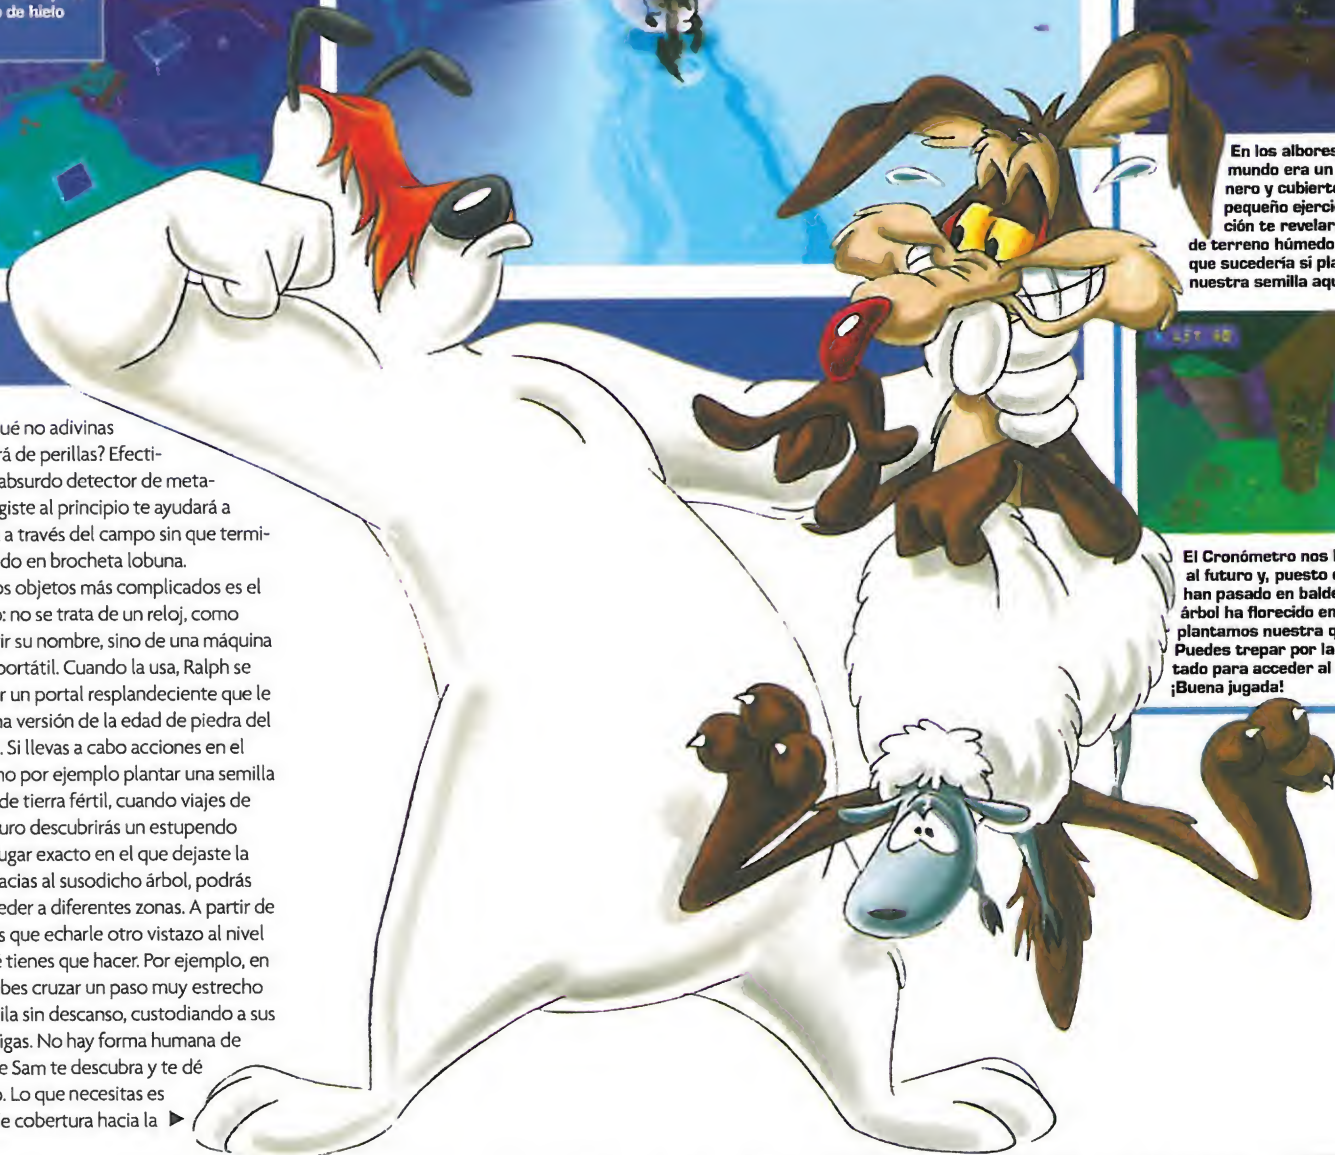 de hielo
ué no adivinas
rá de perillas? Efecti-
absurdo detector de meta-
giste al principio te ayudará a
a través del campo sin que termi-
do en brocheta lobuna.
os objetos más complicados es el
o: no se trata de un reloj, como
ir su nombre, sino de una máquina
portátil. Cuando la usa, Ralph se
r un portal resplandeciente que le
na versión de la edad de piedra del
. Si llevas a cabo acciones en el
mo por ejemplo plantar una semilla
de tierra fértil, cuando viajes de
uro descubrirás un estupendo
ugar exacto en el que dejaste la
acias al susodicho árbol, podrás
eder a diferentes zonas. A partir de
s que echarle otro vistazo al nivel
e tienes que hacer. Por ejemplo, en
bes cruzar un paso muy estrecho
ila sin descanso, custodiando a sus
igas. No hay forma humana de
e Sam te descubra y te dé
o. Lo que necesitas es
e cobertura hacia la ▶
En los albores
mundo era un
nero y cubierto
pequeño ejerci
ción te revelar
de terreno húmedo
que sucedería si pla
nuestra semilla aqu
El Cronómetro nos l
al futuro y, puesto
han pasado en balde
árbol ha florecido en
plantamos nuestra q
Puedes trepar por la
tado para acceder al
¡Buena jugada!